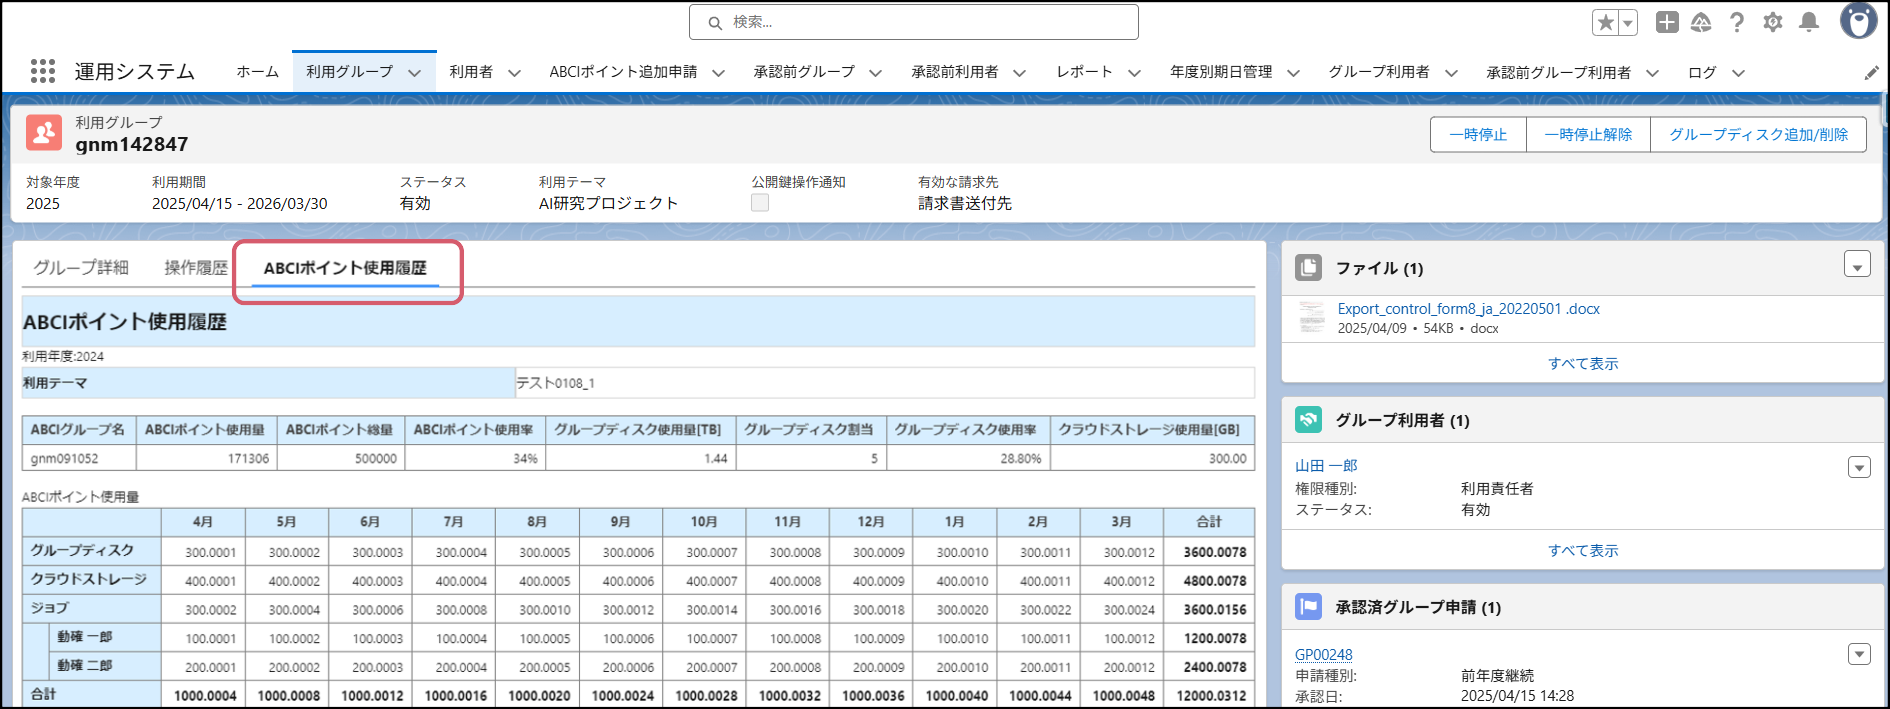 検索...
運用システム ホーム 利用グループ 利用者 ABCIポイント追加申請 承認前グループ 承認前利用者 レポート 年度別期日管理 グループ利用者 承認前グループ利用者 ログ
利用グループ
gnm142847
一時停止 一時停止解除 グループディスク追加/削除
対象年度 利用期間 ステータス 利用テーマ 公開鍵操作通知 有効な請求先
2025 2025/04/15 - 2026/03/30 有効 AI研究プロジェクト 請求書送付先
グループ詳細 操作履歴 ABCIポイント使用履歴
ABCIポイント使用履歴
利用年度:2024
利用テーマ テスト0108_1
ABCIグループ名 ABCIポイント使用量 ABCIポイント総量 ABCIポイント使用率 グループディスク使用量[TB] グループディスク割当 グループディスク使用率 クラウドストレージ使用量[GB]
gnm091052 171306 500000 34% 1.44 5 28.80% 300.00
ABCIポイント使用量
4月 5月 6月 7月 8月 9月 10月 11月 12月 1月 2月 3月 合計
グループディスク 300.0001 300.0002 300.0003 300.0004 300.0005 300.0006 300.0007 300.0008 300.0009 300.0010 300.0011 300.0012 3600.0078
クラウドストレージ 400.0001 400.0002 400.0003 400.0004 400.0005 400.0006 400.0007 400.0008 400.0009 400.0010 400.0011 400.0012 4800.0078
ジョブ 300.0002 300.0004 300.0006 300.0008 300.0010 300.0012 300.0014 300.0016 300.0018 300.0020 300.0022 300.0024 3600.0156
動確 一郎 100.0001 100.0002 100.0003 100.0004 100.0005 100.0006 100.0007 100.0008 100.0009 100.0010 100.0011 100.0012 1200.0078
動確 二郎 200.0001 200.0002 200.0003 200.0004 200.0005 200.0006 200.0007 200.0008 200.0009 200.0010 200.0011 200.0012 2400.0078
合計 1000.0004 1000.0008 1000.0012 1000.0016 1000.0020 1000.0024 1000.0028 1000.0032 1000.0036 1000.0040 1000.0044 1000.0048 12000.0312
ファイル (1)
Export_control_form8_ja_20220501 .docx
2025/04/09 • 54KB • docx
すべて表示
グループ利用者 (1)
山田 一郎
権限種別: 利用責任者
ステータス: 有効
すべて表示
承認済グループ申請 (1)
GP00248
申請種別: 前年度継続
承認日: 2025/04/15 14:28